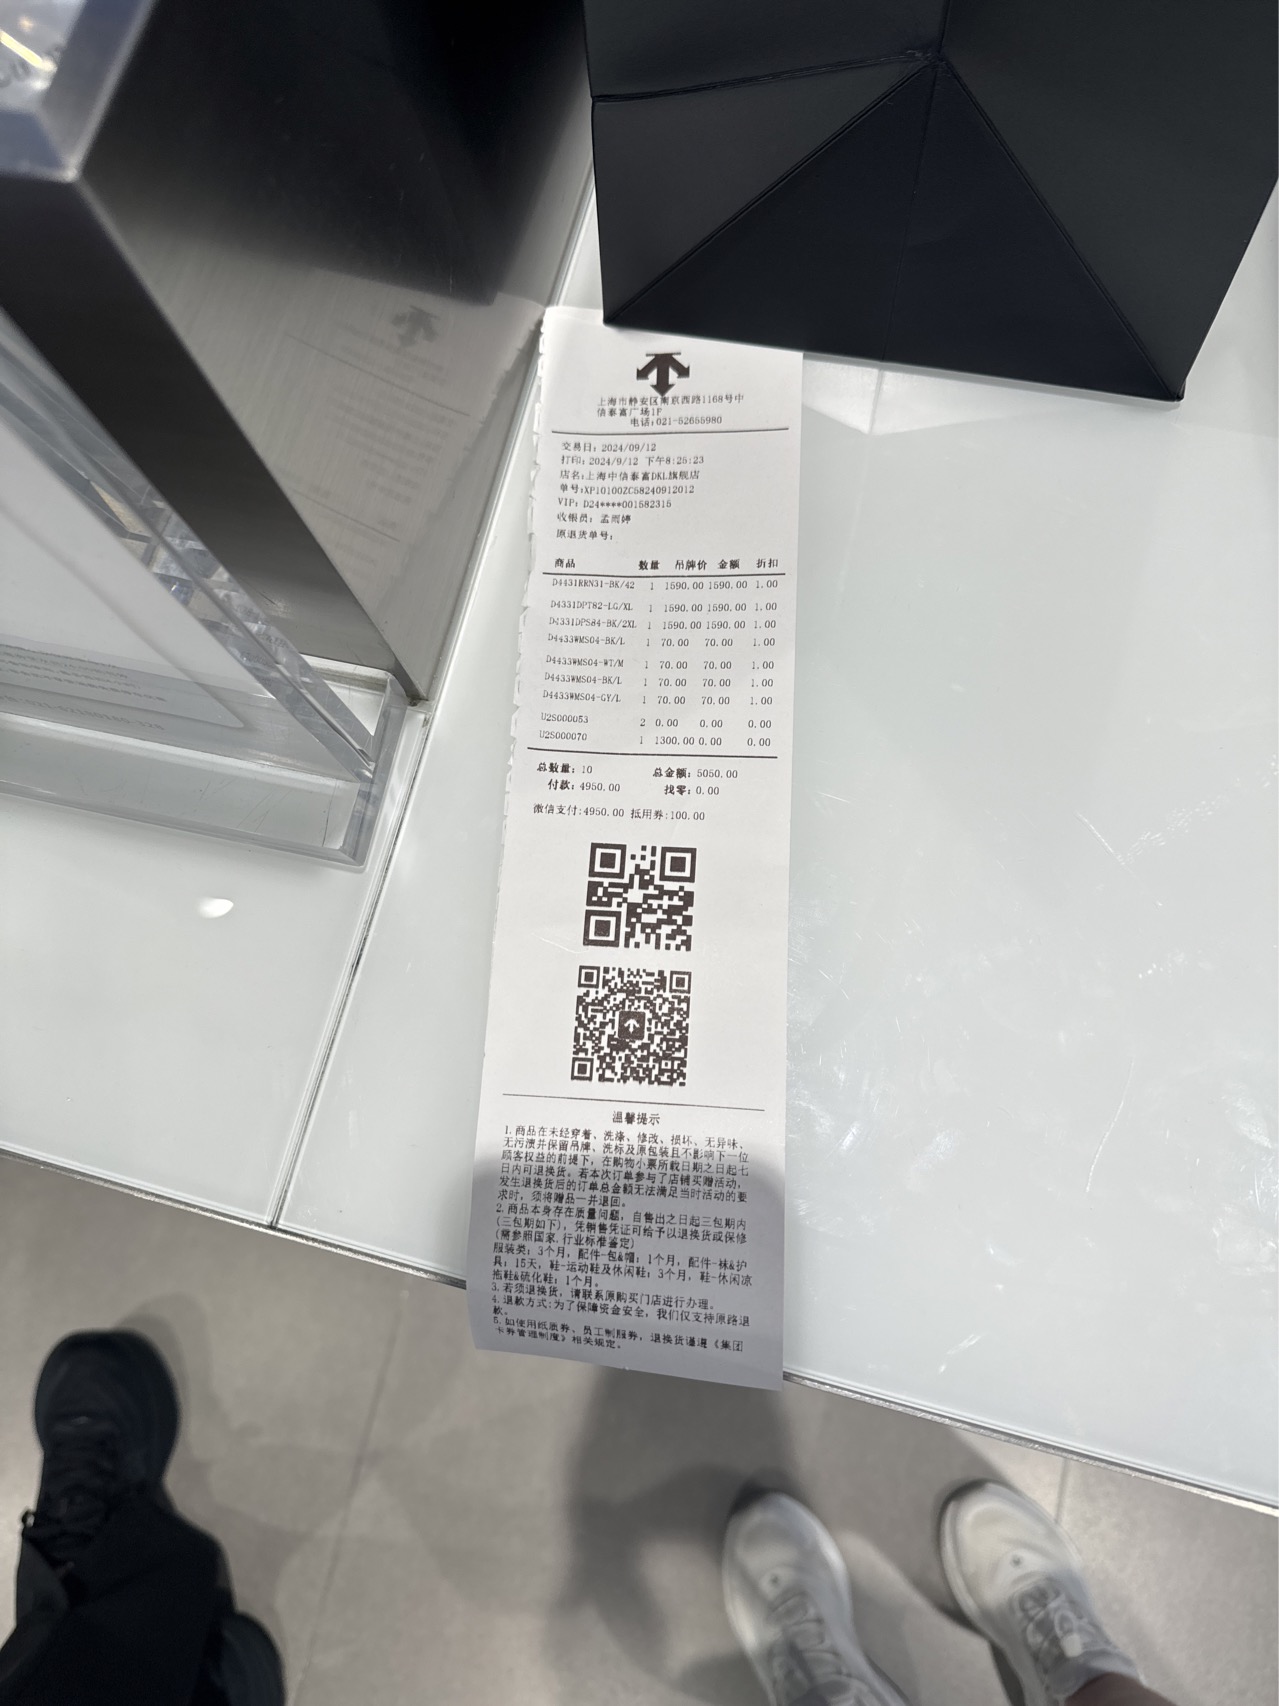 上海市静安区南京西路1168号中
信泰富广场1F
电话:021-52655980
交易日: 2024/09/12
打印: 2024/9/12 下午8:25:23
店名:上海中信泰富DKL旗舰店
单号:XP10100ZC58240912012
VIP: D24****001582315
收银员: 孟雨婷
原退货单号:
商品 数量 吊牌价 金额 折扣
D4431RRN31-BK/42 1 1590.00 1590.00 1.00
D4331DPT82-LG/XL 1 1590.00 1590.00 1.00
D4331DPS84-BK/2XL 1 1590.00 1590.00 1.00
D4433WMS04-BK/L 1 70.00 70.00 1.00
D4433WMS04-WT/M 1 70.00 70.00 1.00
D4433WMS04-BK/L 1 70.00 70.00 1.00
D4433WMS04-GY/L 1 70.00 70.00 1.00
U2S000053 2 0.00 0.00 0.00
U2S000070 1 1300.00 0.00 0.00
总数量: 10 总金额: 5050.00
付款: 4950.00 找零: 0.00
微信支付:4950.00 抵用券:100.00
温馨提示
1.商品在未经穿着、洗涤、修改、损坏、无异味、
无污渍并保留吊牌、洗标及原包装且不影响下一位
顾客权益的前提下，在购物小票所载日期之日起七
日内可退换货。若本次订单参与了店铺买赠活动，
发生退换货后的订单总金额无法满足当时活动的要
求时，须将赠品一并退回。
2.商品本身存在质量问题，自售出之日起三包期内
(三包期如下)，凭销售凭证可给予以退换货或保修
(需参照国家,行业标准鉴定)
服装类: 3个月，配件-包&帽: 1个月，配件-袜&护
具: 15天，鞋-运动鞋及休闲鞋: 3个月，鞋-休闲凉
拖鞋&硫化鞋: 1个月。
3.若须退换货，请联系原购买门店进行办理。
4.退款方式:为了保障资金安全，我们仅支持原路退
款。
5.如使用纸质券、员工制服券，退换货谨遵《集团
卡券管理制度》相关规定。